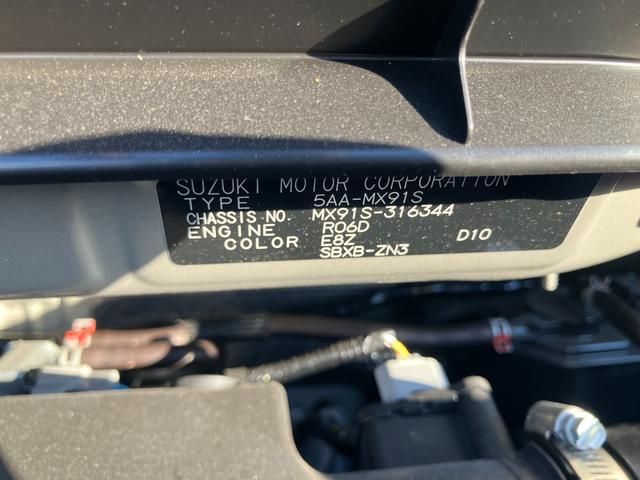 SUZUKI MOTOR CORPORATION
TYPE 5AA-MX91S
CHASSIS NO. MX91S-316344
ENGINE R06D
COLOR E8Z D10
SBXB-ZN3